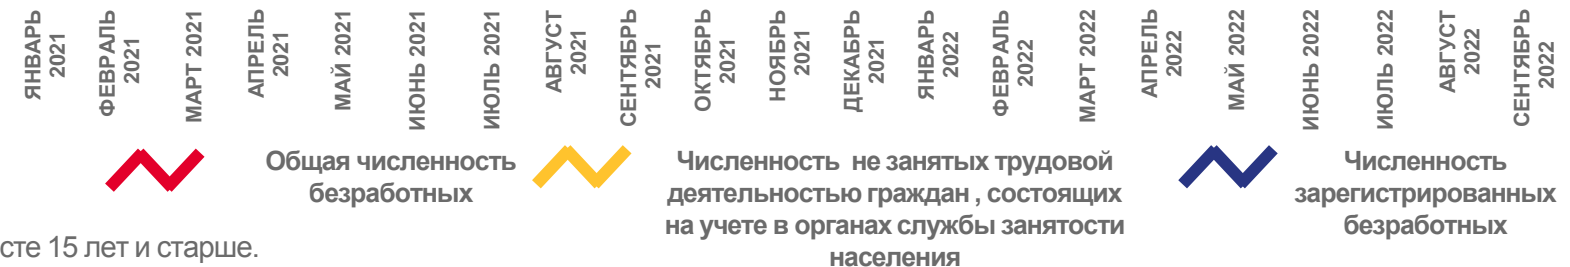 ЯНВАРЬ
2021
ФЕВРАЛЬ
2021
МАРТ 2021
АПРЕЛЬ
2021
МАЙ 2021
ИЮНЬ 2021
ИЮЛЬ 2021
АВГУСТ
2021
СЕНТЯБРЬ
2021
ОКТЯБРЬ
2021
НОЯБРЬ
2021
ДЕКАБРЬ
2021
ЯНВАРЬ
2022
ФЕВРАЛЬ
2022
МАРТ 2022
АПРЕЛЬ
2022
МАЙ 2022
ИЮНЬ 2022
ИЮЛЬ 2022
АВГУСТ
2022
СЕНТЯБРЬ
2022
Общая численность
безработных
Численность не занятых трудовой
деятельностью граждан , состоящих
на учете в органах службы занятости
населения
Численность
зарегистрированных
безработных
сте 15 лет и старше.